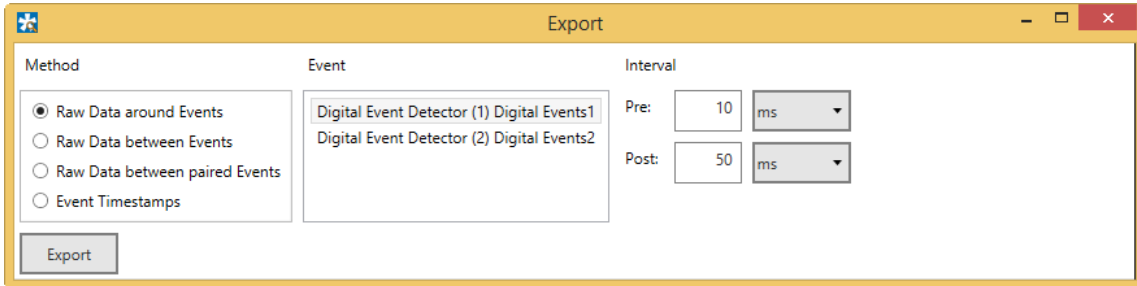 Export
Method
Event
Interval
Raw Data around Events
Raw Data between Events
Raw Data between paired Events
Event Timestamps
Digital Event Detector (1) Digital Events1
Digital Event Detector (2) Digital Events2
Pre: 10 ms
Post: 50 ms
Export